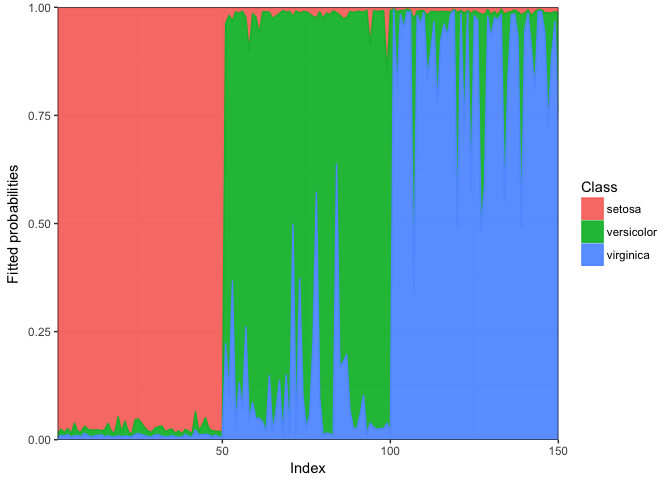 1.00
0.75
0.50
0.25
0.00
Fitted probabilities
50
100
150
Index
Class
setosa
versicolor
virginica